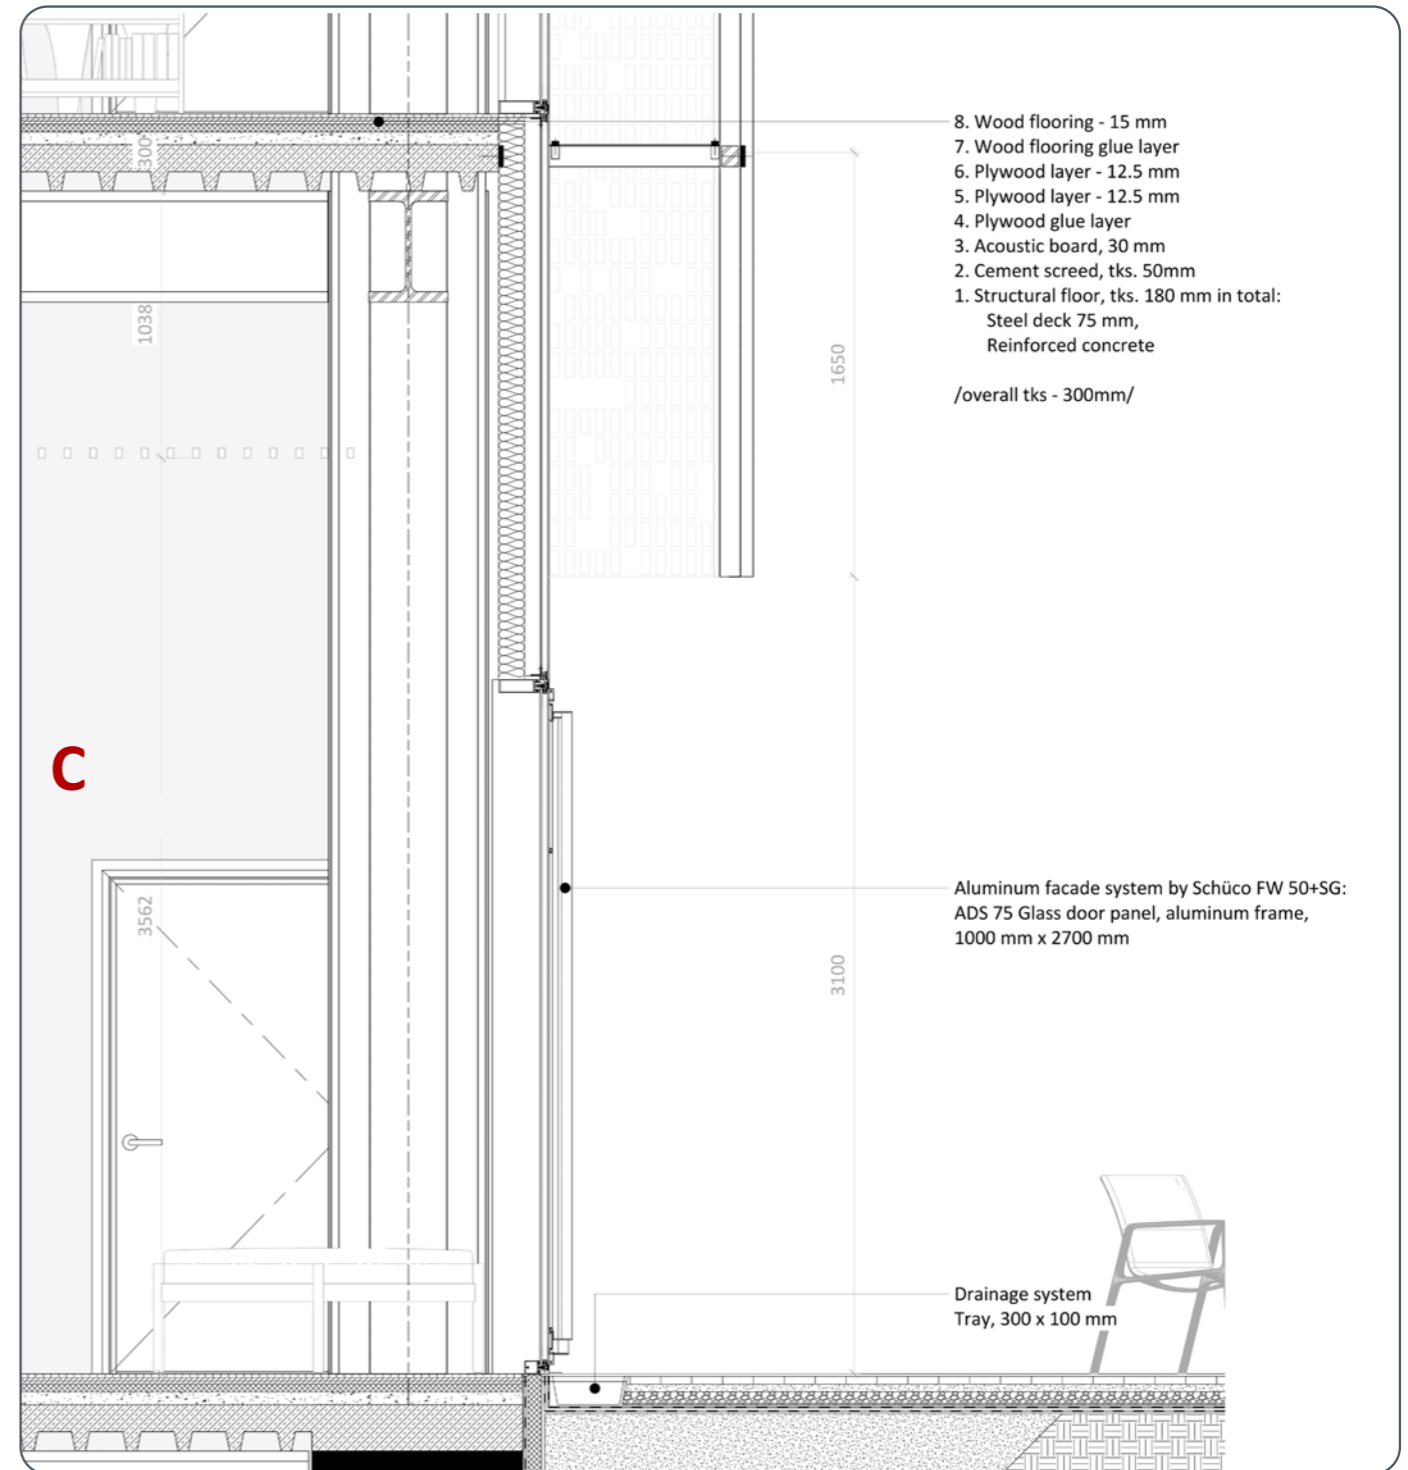 8. Wood flooring - 15 mm
7. Wood flooring glue layer
6. Plywood layer - 12.5 mm
5. Plywood layer - 12.5 mm
4. Plywood glue layer
3. Acoustic board, 30 mm
2. Cement screed, tks. 50mm
1. Structural floor, tks. 180 mm in total:
Steel deck 75 mm,
Reinforced concrete
/overall tks - 300mm/
300
1038
1650
C
3562
Aluminum facade system by Schüco FW 50+SG:
ADS 75 Glass door panel, aluminum frame,
1000 mm x 2700 mm
3100
Drainage system
Tray, 300 x 100 mm